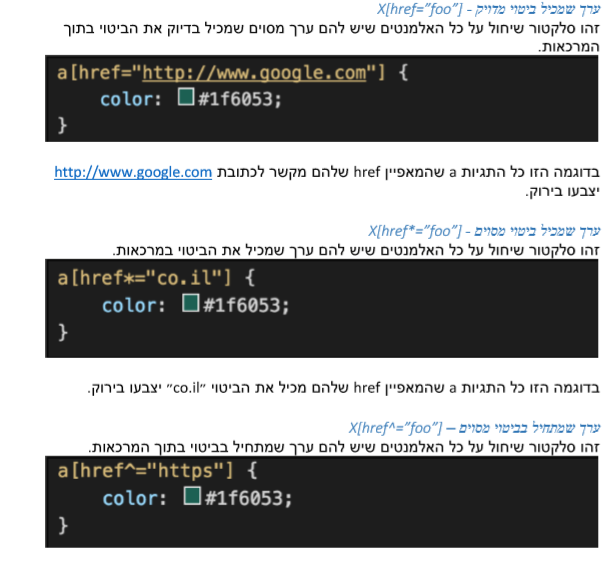 ערך שמכיל ביטוי מדויק - X[href="foo"]
זהו סלקטור שיחול על כל האלמנטים שיש להם ערך מסוים שמכיל בדיוק את הביטוי בתוך
המרכאות.
a[href="http://www.google.com"] {
    color: #1f6053;
}
בדוגמה הזו כל התגיות a שהמאפיין href שלהם מקשר לכתובת http://www.google.com
יצבעו בירוק.
ערך שמכיל ביטוי מסוים - X[href*="foo"]
זהו סלקטור שיחול על כל האלמנטים שיש להם ערך שמכיל את הביטוי במרכאות.
a[href*="co.il"] {
    color: #1f6053;
}
בדוגמה הזו כל התגיות a שהמאפיין href שלהם מכיל את הביטוי ״co.il״ יצבעו בירוק.
ערך שמתחיל בביטוי מסוים – X[href^="foo"]
זהו סלקטור שיחול על כל האלמנטים שיש להם ערך שמתחיל בביטוי בתוך המרכאות.
a[href^="https"] {
    color: #1f6053;
}